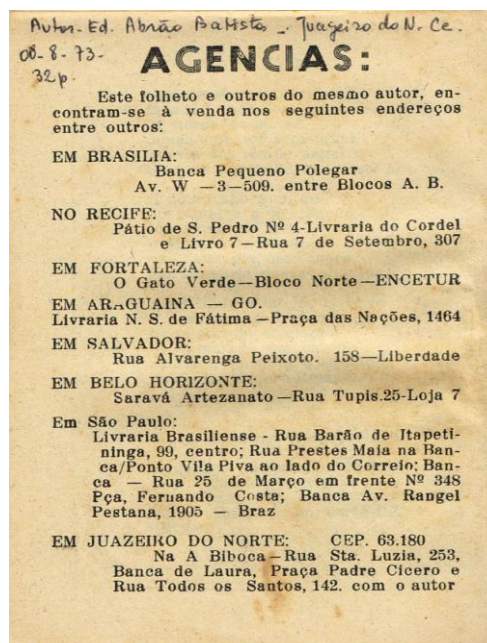 Autor-Ed. Abraão Batista - Juazeiro do N. Ce.
08-8-73-
32p.
AGENCIAS:
Este folheto e outros do mesmo autor, en-
contram-se à venda nos seguintes endereços
entre outros:
EM BRASILIA:
Banca Pequeno Polegar
Av. W —3—509. entre Blocos A. B.
NO RECIFE:
Pátio de S. Pedro Nº 4-Livraria do Cordel
e Livro 7—Rua 7 de Setembro, 307
EM FORTALEZA:
O Gato Verde—Bloco Norte—ENCETUR
EM ARAGUAINA — GO.
Livraria N. S. de Fátima—Praça das Nações, 1464
EM SALVADOR:
Rua Alvarenga Peixoto. 158—Liberdade
EM BELO HORIZONTE:
Saravá Artezanato—Rua Tupis.25-Loja 7
Em São Paulo:
Livraria Brasiliense - Rua Barão de Itapeti-
ninga, 99, centro; Rua Prestes Maia na Ban-
ca/Ponto Vila Piva ao lado do Correio; Ban-
ca — Rua 25 de Março em frente Nº 348
Pça, Fernando Costa; Banca Av. Rangel
Pestana, 1905 — Braz
EM JUAZEIRO DO NORTE: CEP. 63.180
Na A Biboca—Rua Sta. Luzia, 253,
Banca de Laura, Praça Padre Cicero e
Rua Todos os Santos, 142. com o autor